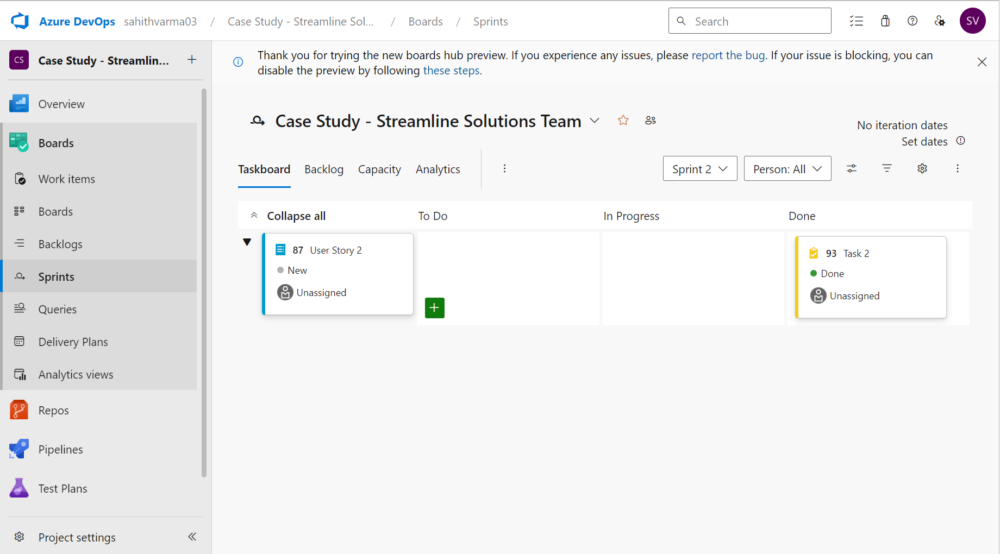 Azure DevOps sahithvarma03 / Case Study - Streamline Sol... / Boards / Sprints
Search
SV
CS Case Study - Streamlin...
Overview
Boards
Work items
Boards
Backlogs
Sprints
Queries
Delivery Plans
Analytics views
Repos
Pipelines
Test Plans
Project settings
Thank you for trying the new boards hub preview. If you experience any issues, please report the bug. If your issue is blocking, you can
disable the preview by following these steps.
Case Study - Streamline Solutions Team
No iteration dates
Set dates
Taskboard Backlog Capacity Analytics
Sprint 2 Person: All
Collapse all To Do In Progress Done
87 User Story 2
New
Unassigned
93 Task 2
Done
Unassigned